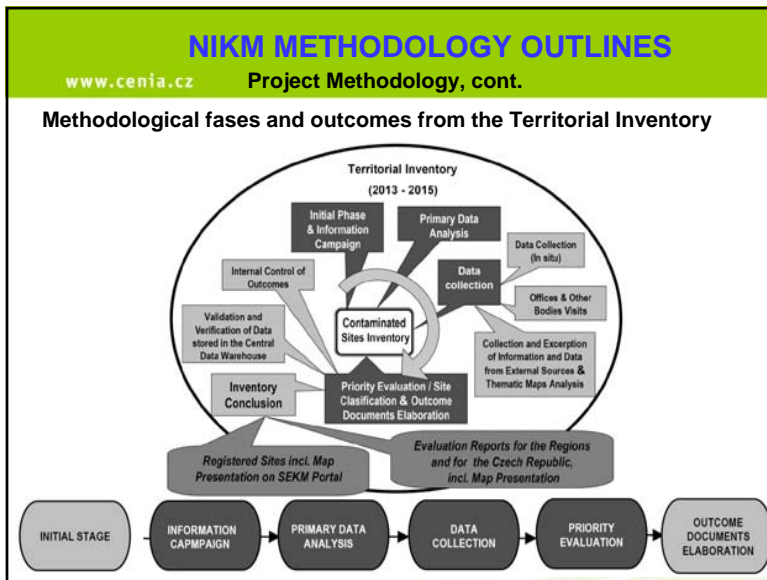 NIKM METHODOLOGY OUTLINES
www.cenia.cz
Project Methodology, cont.
Methodological fases and outcomes from the Territorial Inventory
Territorial Inventory
(2013 - 2015)
Initial Phase
& Information
Campaign
Primary Data
Analysis
Data
collection
Data Collection
(In situ)
Offices & Other
Bodies Visits
Collection and Excerption
of Information and Data
from External Sources &
Thematic Maps Analysis
Internal Control of
Outcomes
Validation and
Verification of Data
stored in the Central
Data Warehouse
Contaminated
Sites Inventory
Priority Evaluation / Site
Classification & Outcome
Documents Elaboration
Inventory
Conclusion
Registered Sites incl. Map
Presentation on SEKM Portal
Evaluation Reports for the Regions
and for the Czech Republic,
incl. Map Presentation
INITIAL STAGE
INFORMATION
CAPMPAIGN
PRIMARY DATA
ANALYSIS
DATA
COLLECTION
PRIORITY
EVALUATION
OUTCOME
DOCUMENTS
ELABORATION